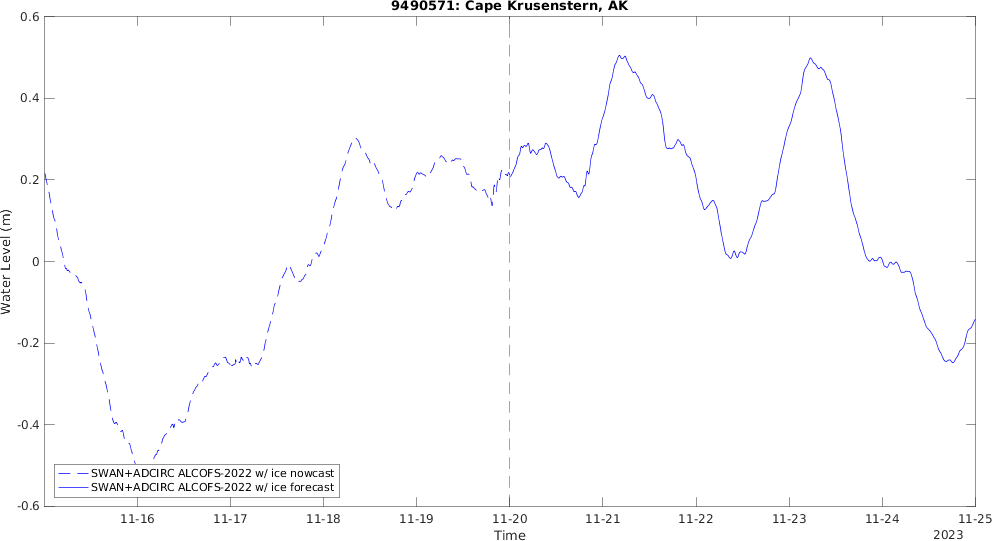 9490571: Cape Krusenstern, AK
0.6
0.4
0.2
0
-0.2
-0.4
-0.6
Water Level (m)
SWAN+ADCIRC ALCOFS-2022 w/ ice nowcast
SWAN+ADCIRC ALCOFS-2022 w/ ice forecast
11-16 11-17 11-18 11-19 11-20 11-21 11-22 11-23 11-24 11-25
Time
2023